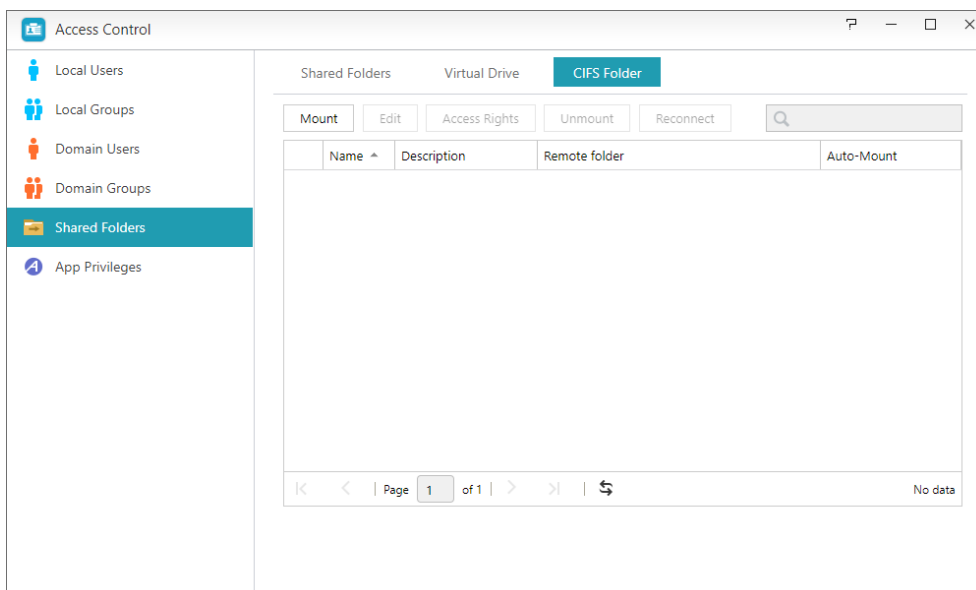 Access Control
Local Users
Local Groups
Domain Users
Domain Groups
Shared Folders
App Privileges
Shared Folders Virtual Drive CIFS Folder
Mount Edit Access Rights Unmount Reconnect
Name Description Remote folder Auto-Mount
Page 1 of 1 No data